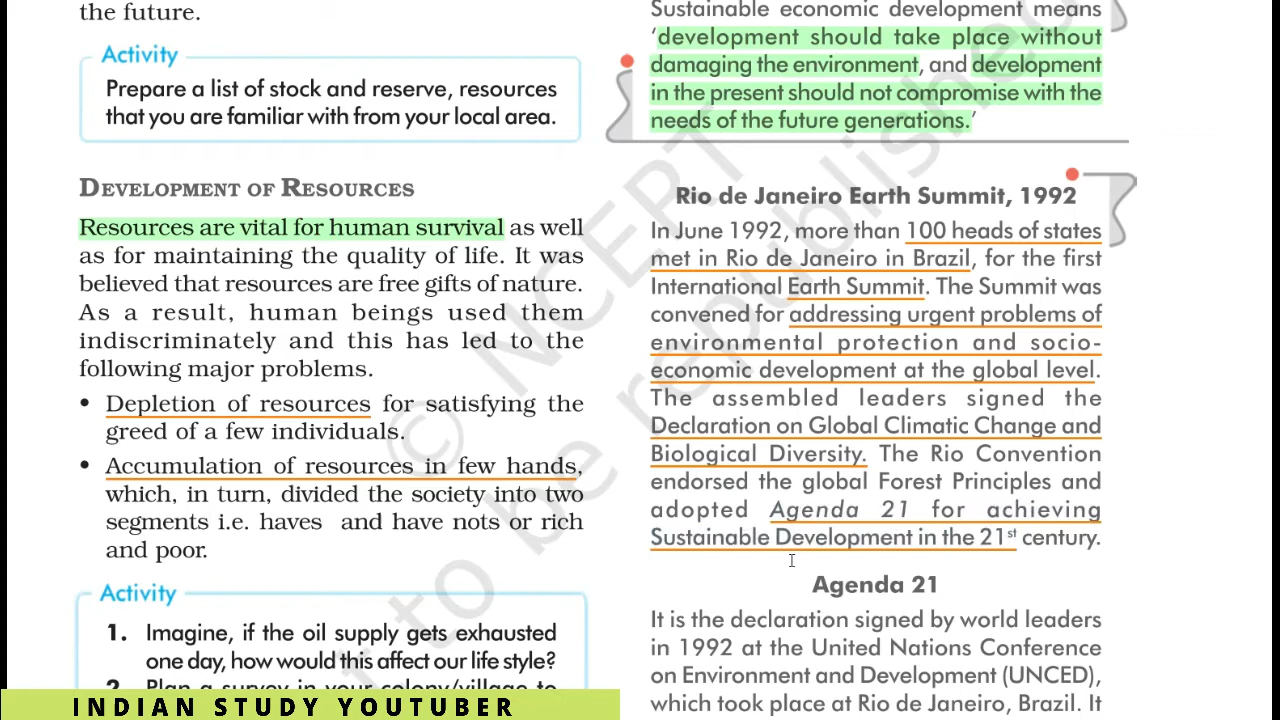 the future.
Activity
Prepare a list of stock and reserve, resources
that you are familiar with from your local area.
DEVELOPMENT OF RESOURCES
Resources are vital for human survival as well
as for maintaining the quality of life. It was
believed that resources are free gifts of nature.
As a result, human beings used them
indiscriminately and this has led to the
following major problems.
• Depletion of resources for satisfying the
greed of a few individuals.
• Accumulation of resources in few hands,
which, in turn, divided the society into two
segments i.e. haves and have nots or rich
and poor.
Activity
1. Imagine, if the oil supply gets exhausted
one day, how would this affect our life style?
2. Plan a survey in your colony/village to
Sustainable economic development means
‘development should take place without
damaging the environment, and development
in the present should not compromise with the
needs of the future generations.’
Rio de Janeiro Earth Summit, 1992
In June 1992, more than 100 heads of states
met in Rio de Janeiro in Brazil, for the first
International Earth Summit. The Summit was
convened for addressing urgent problems of
environmental protection and socio-
economic development at the global level.
The assembled leaders signed the
Declaration on Global Climatic Change and
Biological Diversity. The Rio Convention
endorsed the global Forest Principles and
adopted Agenda 21 for achieving
Sustainable Development in the 21st century.
Agenda 21
It is the declaration signed by world leaders
in 1992 at the United Nations Conference
on Environment and Development (UNCED),
which took place at Rio de Janeiro, Brazil. It
© NCERT
to be republished
INDIAN STUDY YOUTUBER